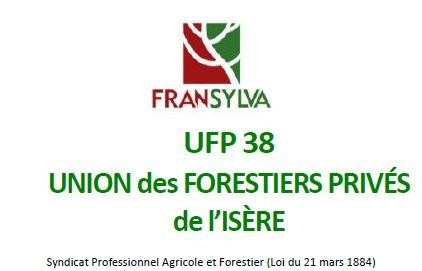 FRANSYLVA
UFP 38
UNION des FORESTIERS PRIVÉS
de l'ISÈRE
Syndicat Professionnel Agricole et Forestier (Loi du 21 mars 1884)